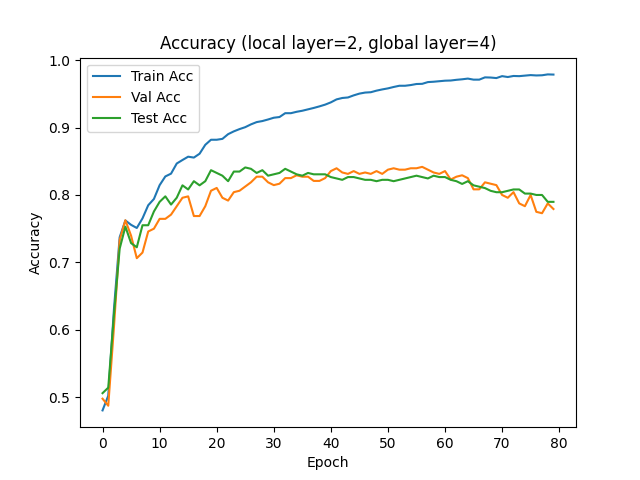 Accuracy (local layer=2, global layer=4)
Train Acc
Val Acc
Test Acc
1.0
0.9
0.8
0.7
0.6
0.5
Accuracy
0 10 20 30 40 50 60 70 80
Epoch